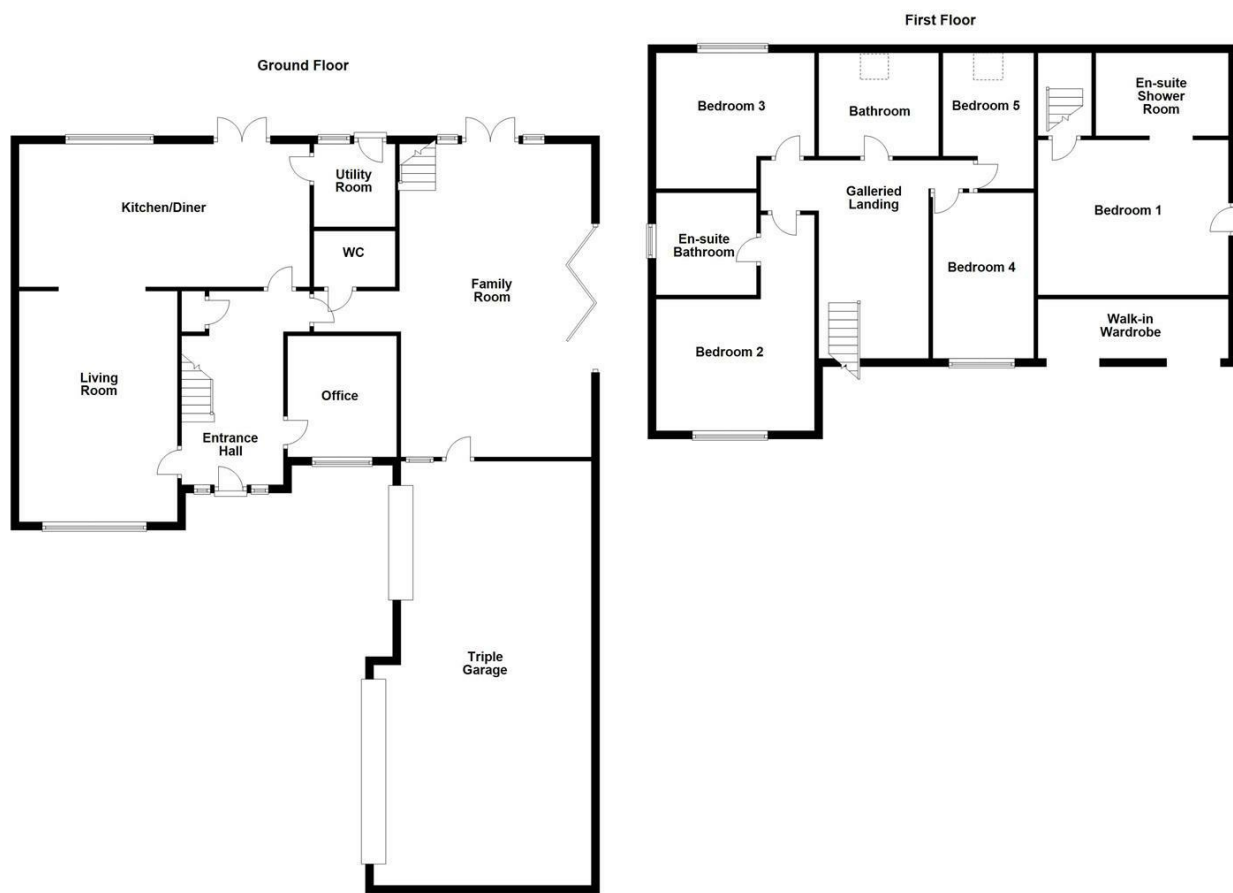 Ground Floor
Kitchen/Diner
Utility
Room
WC
Family
Room
Living
Room
Office
Entrance
Hall
Triple
Garage
First Floor
Bedroom 3
Bathroom
Bedroom 5
En-suite
Shower
Room
Galleried
Landing
Bedroom 1
En-suite
Bathroom
Bedroom 4
Bedroom 2
Walk-in
Wardrobe